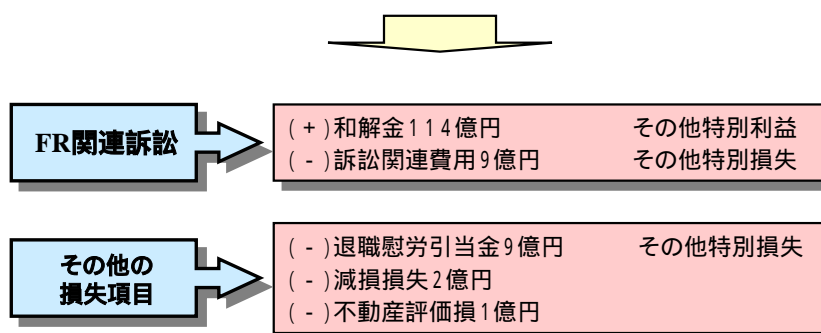 FR関連訴訟
(+)和解金114億円 その他特別利益
(-)訴訟関連費用9億円 その他特別損失
その他の
損失項目
(-)退職慰労引当金9億円 その他特別損失
(-)減損損失2億円
(-)不動産評価損1億円